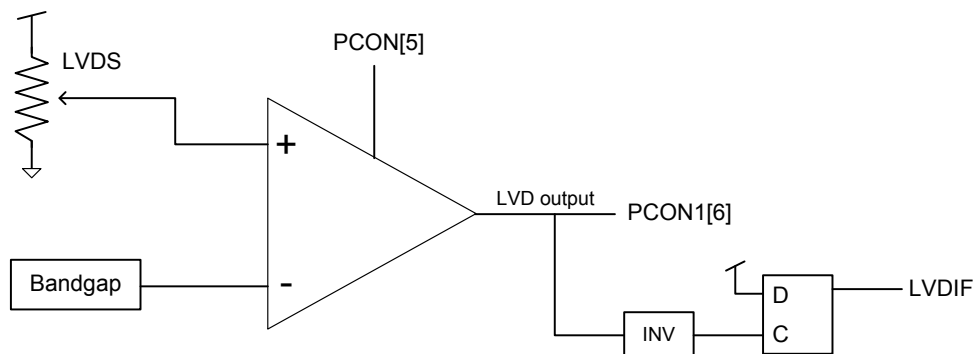 PCON[5]
LVDS
+
LVD output
PCON1[6]
Bandgap
-
D
LVDIF
INV
C